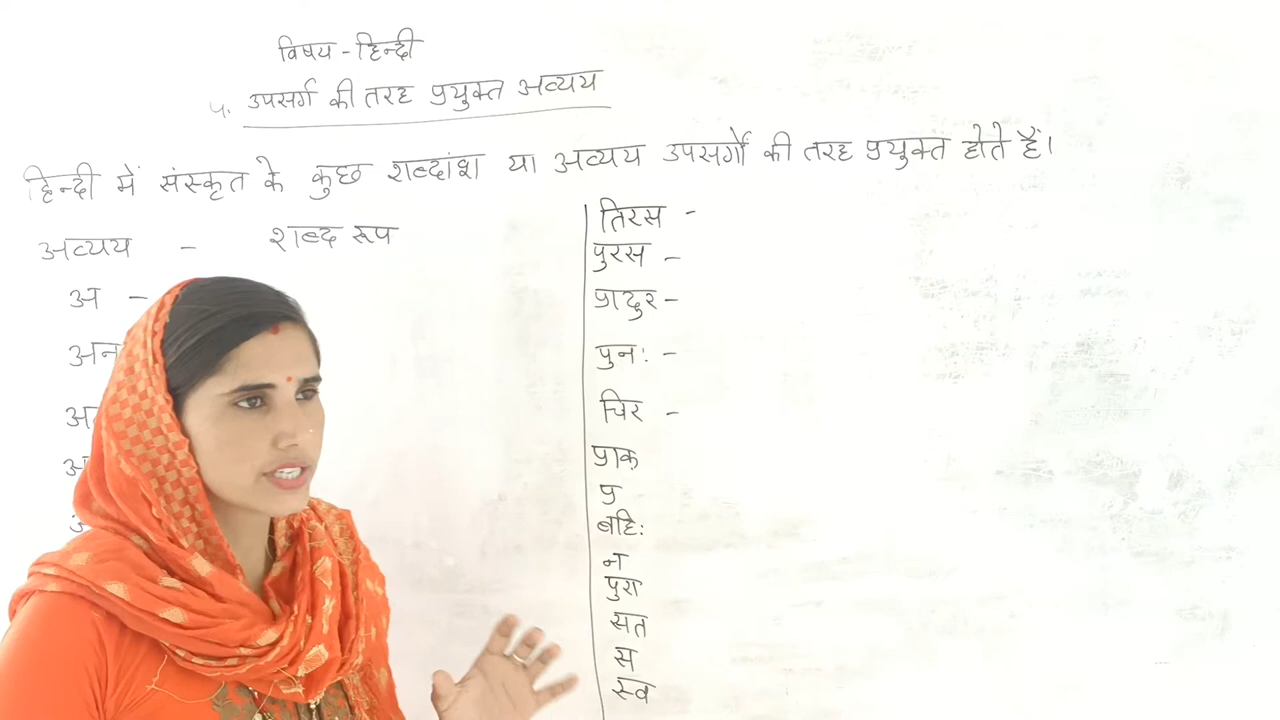 विषय - हिन्दी
५. उपसर्ग की तरह प्रयुक्त अव्यय
हिन्दी में संस्कृत के कुछ शब्दांश या अव्यय उपसर्गों की तरह प्रयुक्त होते हैं।
अव्यय - शब्द रूप
अ -
तिरस -
पुरस -
प्रादुर -
पुनः -
चिर -
प्राक
प्र
बहिः
न
पुरा
सत
स
स्व